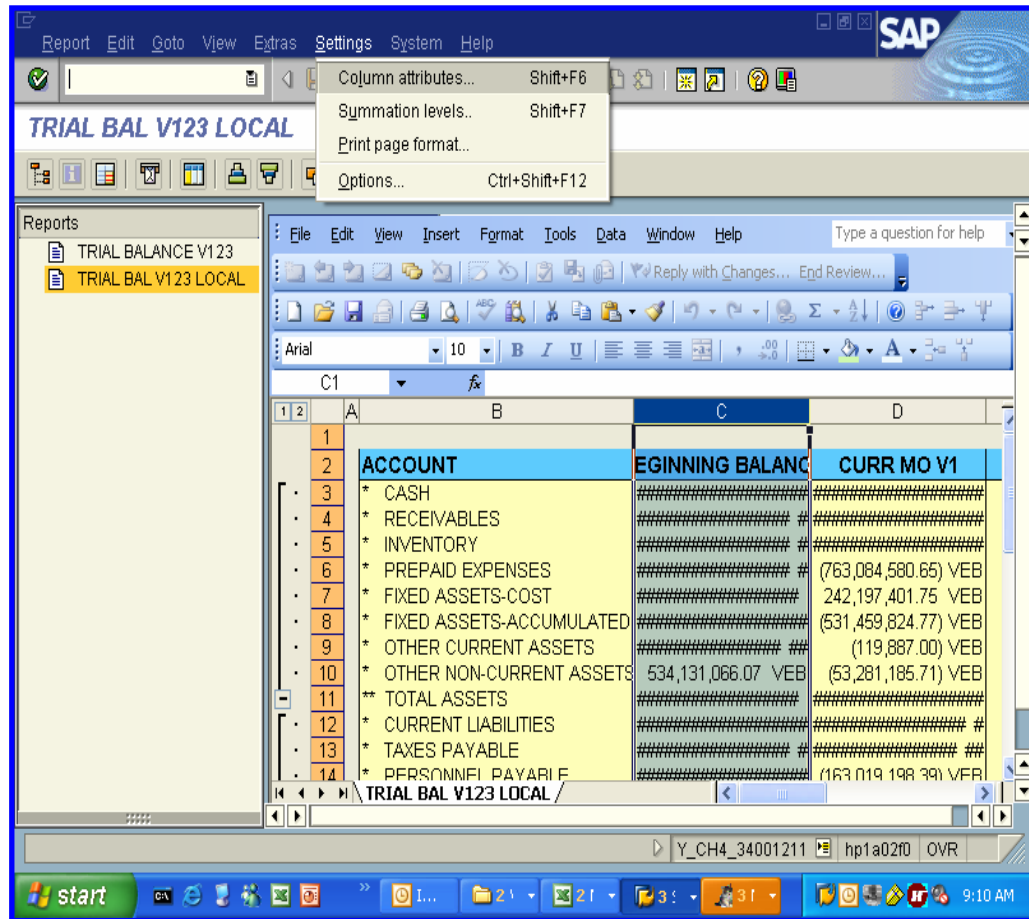 Report Edit Goto View Extras Settings System Help
SAP
Column attributes... Shift+F6
Summation levels.. Shift+F7
Print page format...
Options... Ctrl+Shift+F12
TRIAL BAL V123 LOCAL
Reports
TRIAL BALANCE V123
TRIAL BAL V123 LOCAL
File Edit View Insert Format Tools Data Window Help Type a question for help
Reply with Changes... End Review...
Arial 10 B I U
C1 fx
1 2 A B C D
1
2 ACCOUNT EGINNING BALANC CURR MO V1
3 * CASH ##################### #####################
4 * RECEIVABLES ################### # #####################
5 * INVENTORY ################### # #####################
6 * PREPAID EXPENSES ################### # (763,084,580.65) VEB
7 * FIXED ASSETS-COST #################### 242,197,401.75 VEB
8 * FIXED ASSETS-ACCUMULATED ##################### (531,459,824.77) VEB
9 * OTHER CURRENT ASSETS ################## ## (119,887.00) VEB
10 * OTHER NON-CURRENT ASSETS 534,131,066.07 VEB (53,281,185.71) VEB
11 ** TOTAL ASSETS #################### #####################
12 * CURRENT LIABILITIES ##################### ################### #
13 * TAXES PAYABLE ################### # ################## ##
14 * PERSONNEL PAYABLE ##################### (163,019,198.39) VEB
TRIAL BAL V123 LOCAL
Y_CH4_34001211 hp1a02f0 OVR
start I... 2 2 3 3 9:10 AM